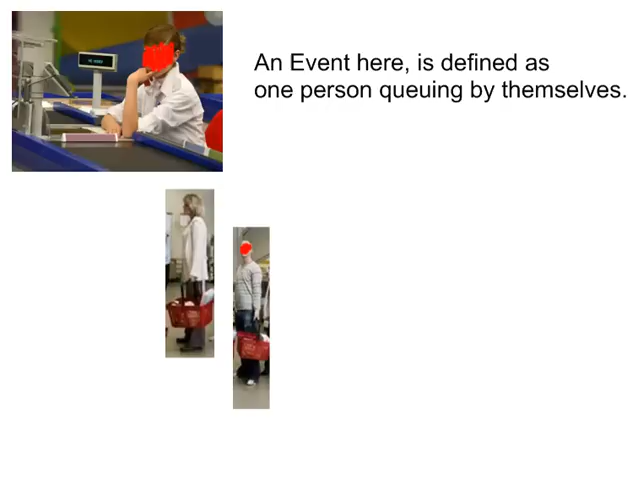 An Event here, is defined as
one person queuing by themselves.